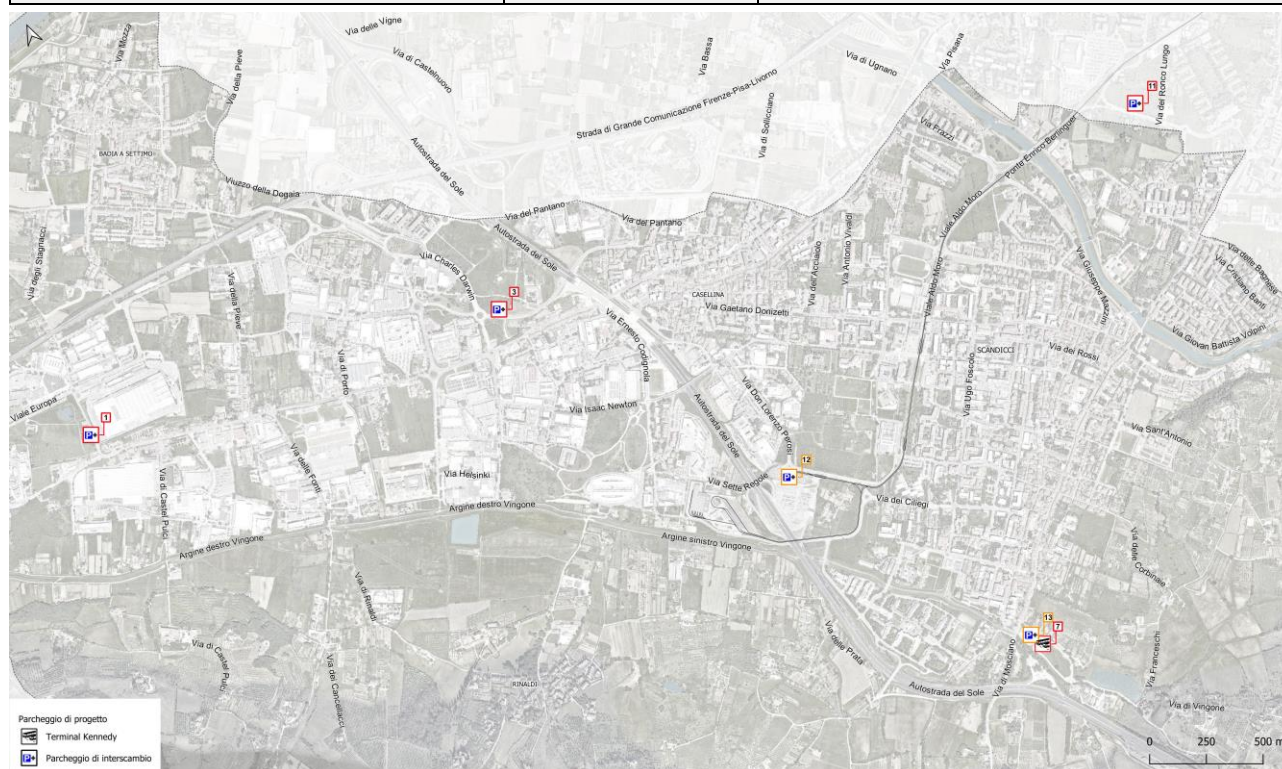 Via delle Vigne
Via Mozza
Via della Pieve
Via di Castelnuovo
Via Bassa
Via di Ugnano
Via Pisana
11
Via del Ronco Lungo
P+
Strada di Grande Comunicazione Firenze-Pisa-Livorno
Via di Sollicciano
Via Frazzi
Ponte Enrico Berlinguer
BADIA A SETTIMO
Autostrada del Sole
Viuzzo della Dogaia
Via del Pantano
Via del Pantano
Viale Aldo Moro
Via degli Stagnacci
Via Charles Darwin
Autostrada del Sole
Via dell'Acciaiolo
Via Antonio Vivaldi
Via Giuseppe Mazzini
Via delle Bagnese
Via Cristiano Berti
Via della Pieve
3
P+
CASELLINA
Via Gaetano Donizetti
Viale Aldo Moro
Via Giovan Battista Volpini
Via Ernesto Codignola
Via dei Rossi
SCANDICCI
Via di Porto
Via Ugo Foscolo
Viale Europa
1
P+
Via Isaac Newton
Autostrada del Sole
Via Don Lorenzo Perosi
Via Sant'Antonio
Via delle Fonti
Via Helsinki
12
P+
Via Sette Regole
Via dei Ciliegi
Via di Castel Pulci
Argine destro Vingone
Argine destro Vingone
Argine sinistro Vingone
Via delle Corbinaie
Via di Rinaldi
13
7
P+
Via delle Prata
Via di Mosciano
Via Franceschi
Via di Castel Pulci
Via dei Cancellacci
RINALDI
Autostrada del Sole
Via di Vingone
Parcheggio di progetto
Terminal Kennedy
P+ Parcheggio di interscambio
0 250 500 m